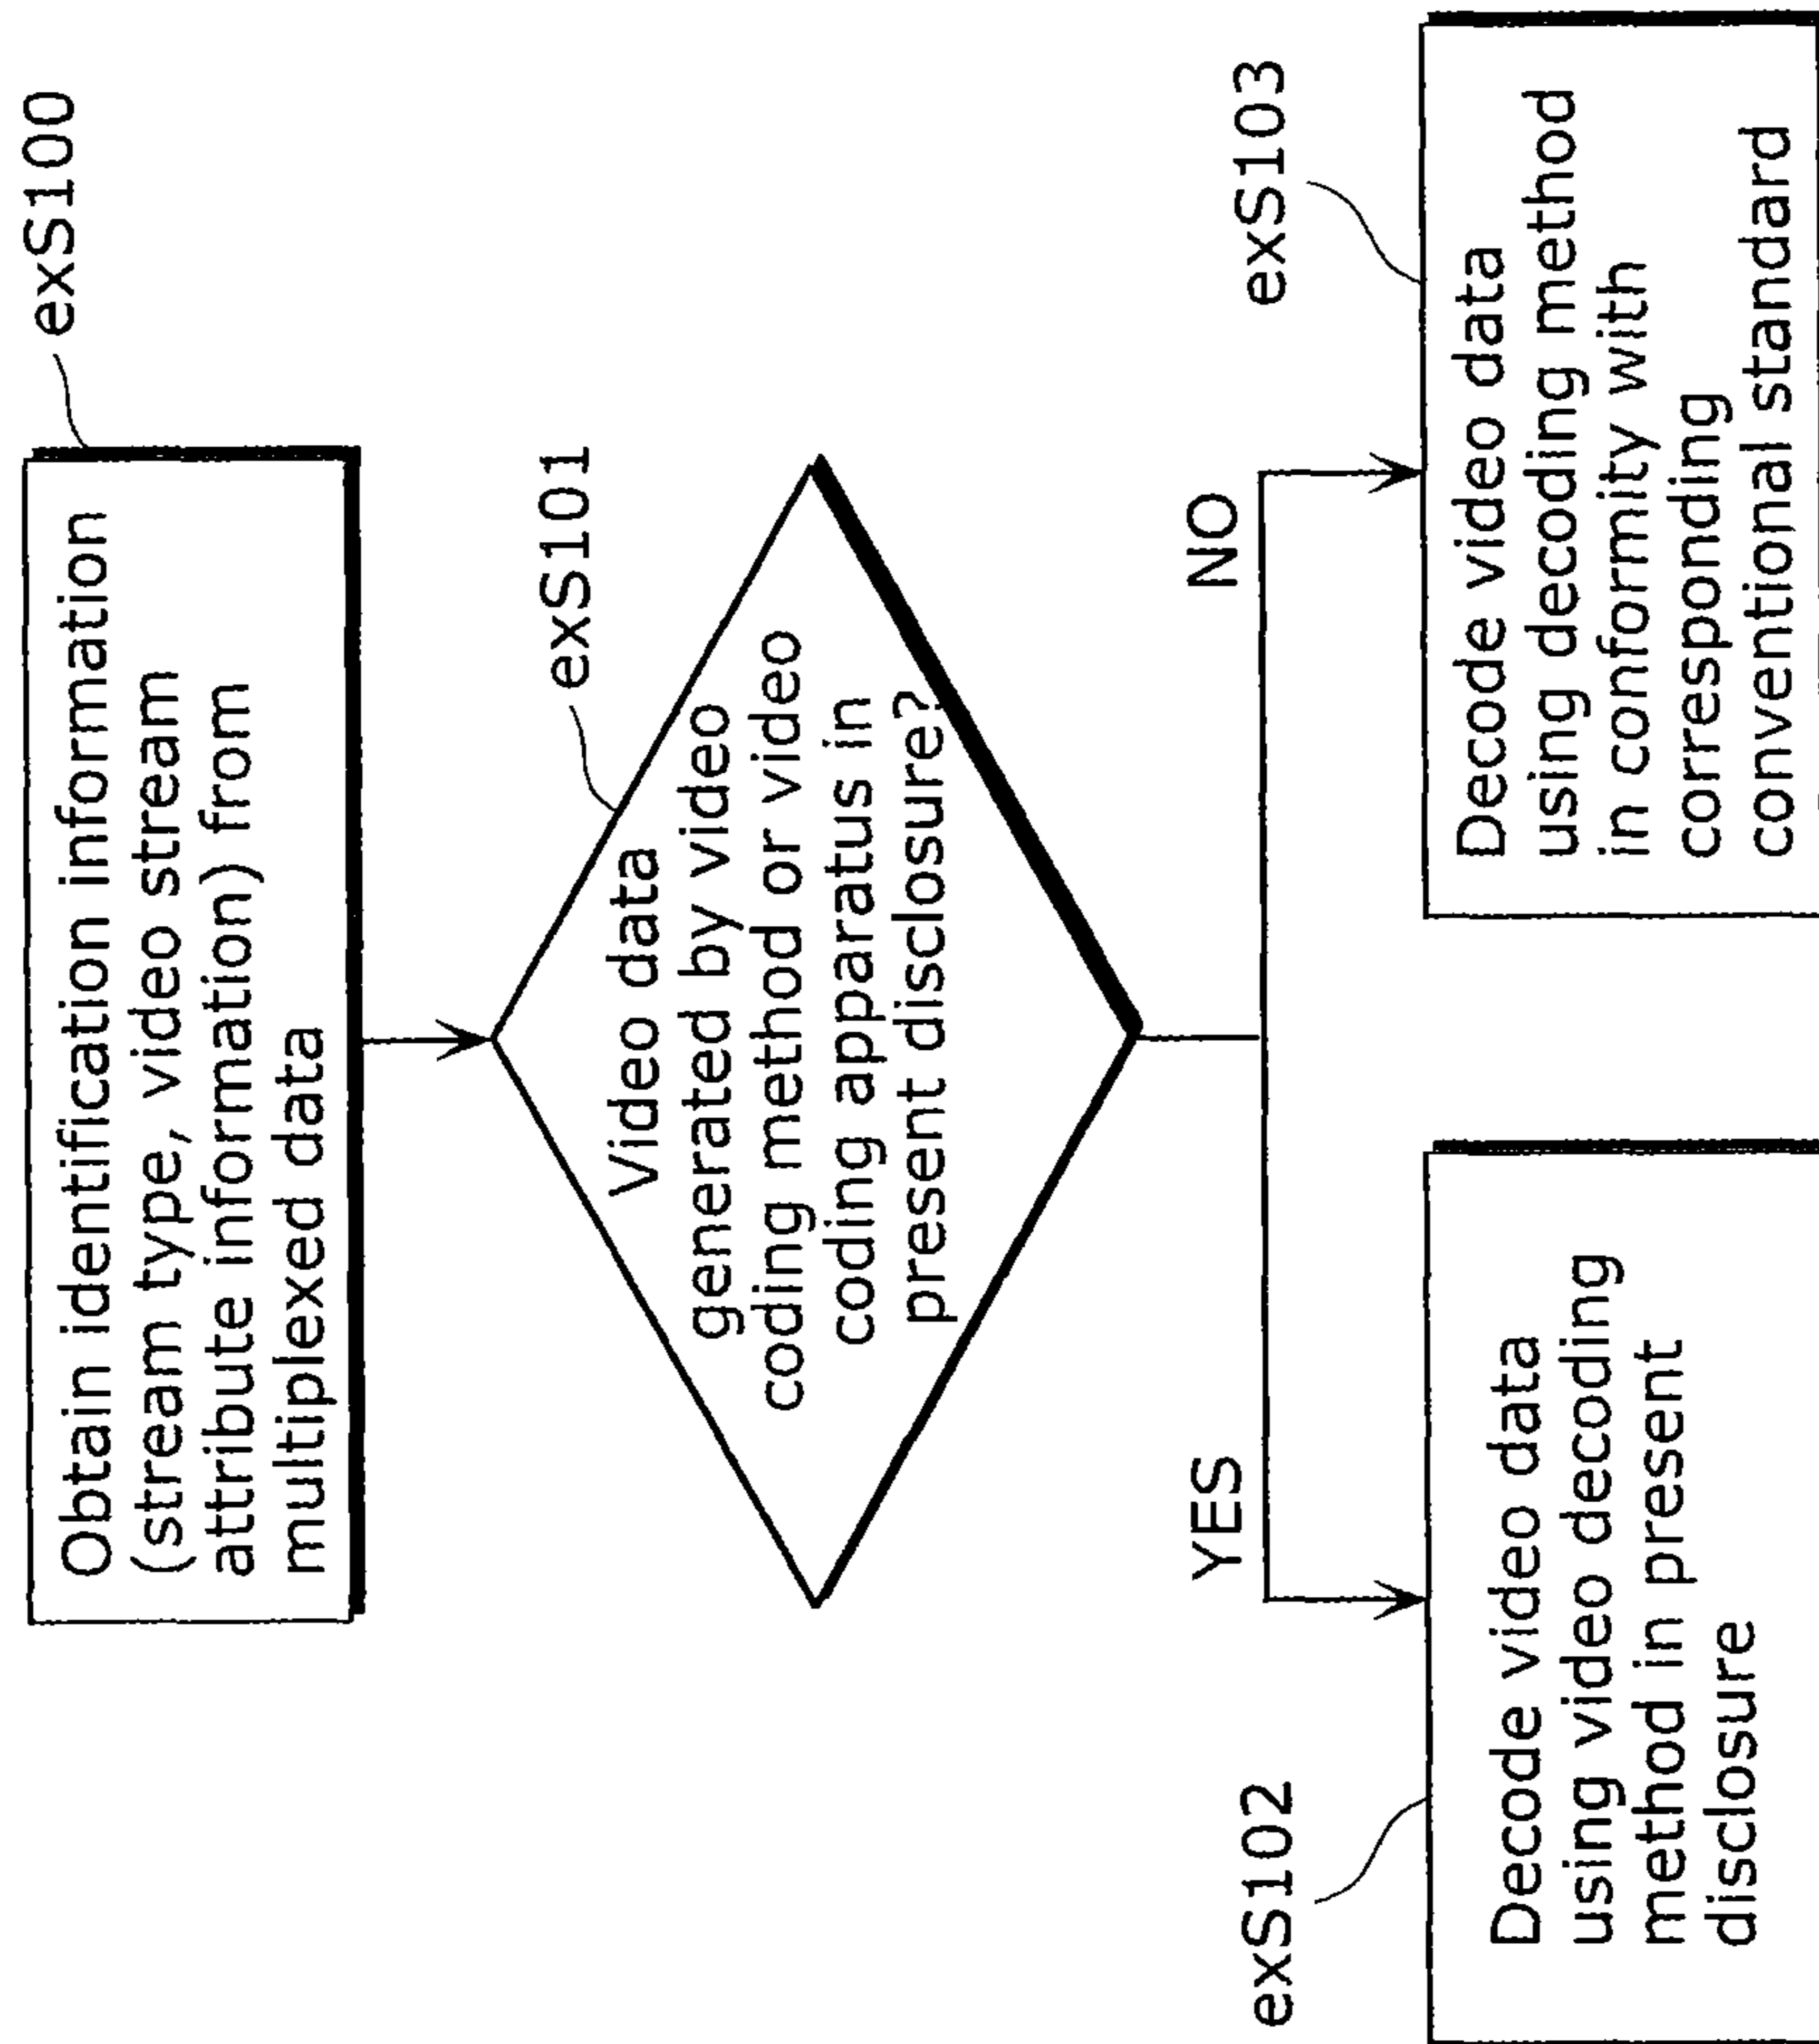 exS100
Obtain identification information
(stream type, video stream
attribute information) from
multiplexed data
exS101
Video data
generated by video
coding method or video
coding apparatus in
present disclosure?
YES
NO
exS102
Decode video data
using video decoding
method in present
disclosure
exS103
Decode video data
using decoding method
in conformity with
corresponding
conventional standard